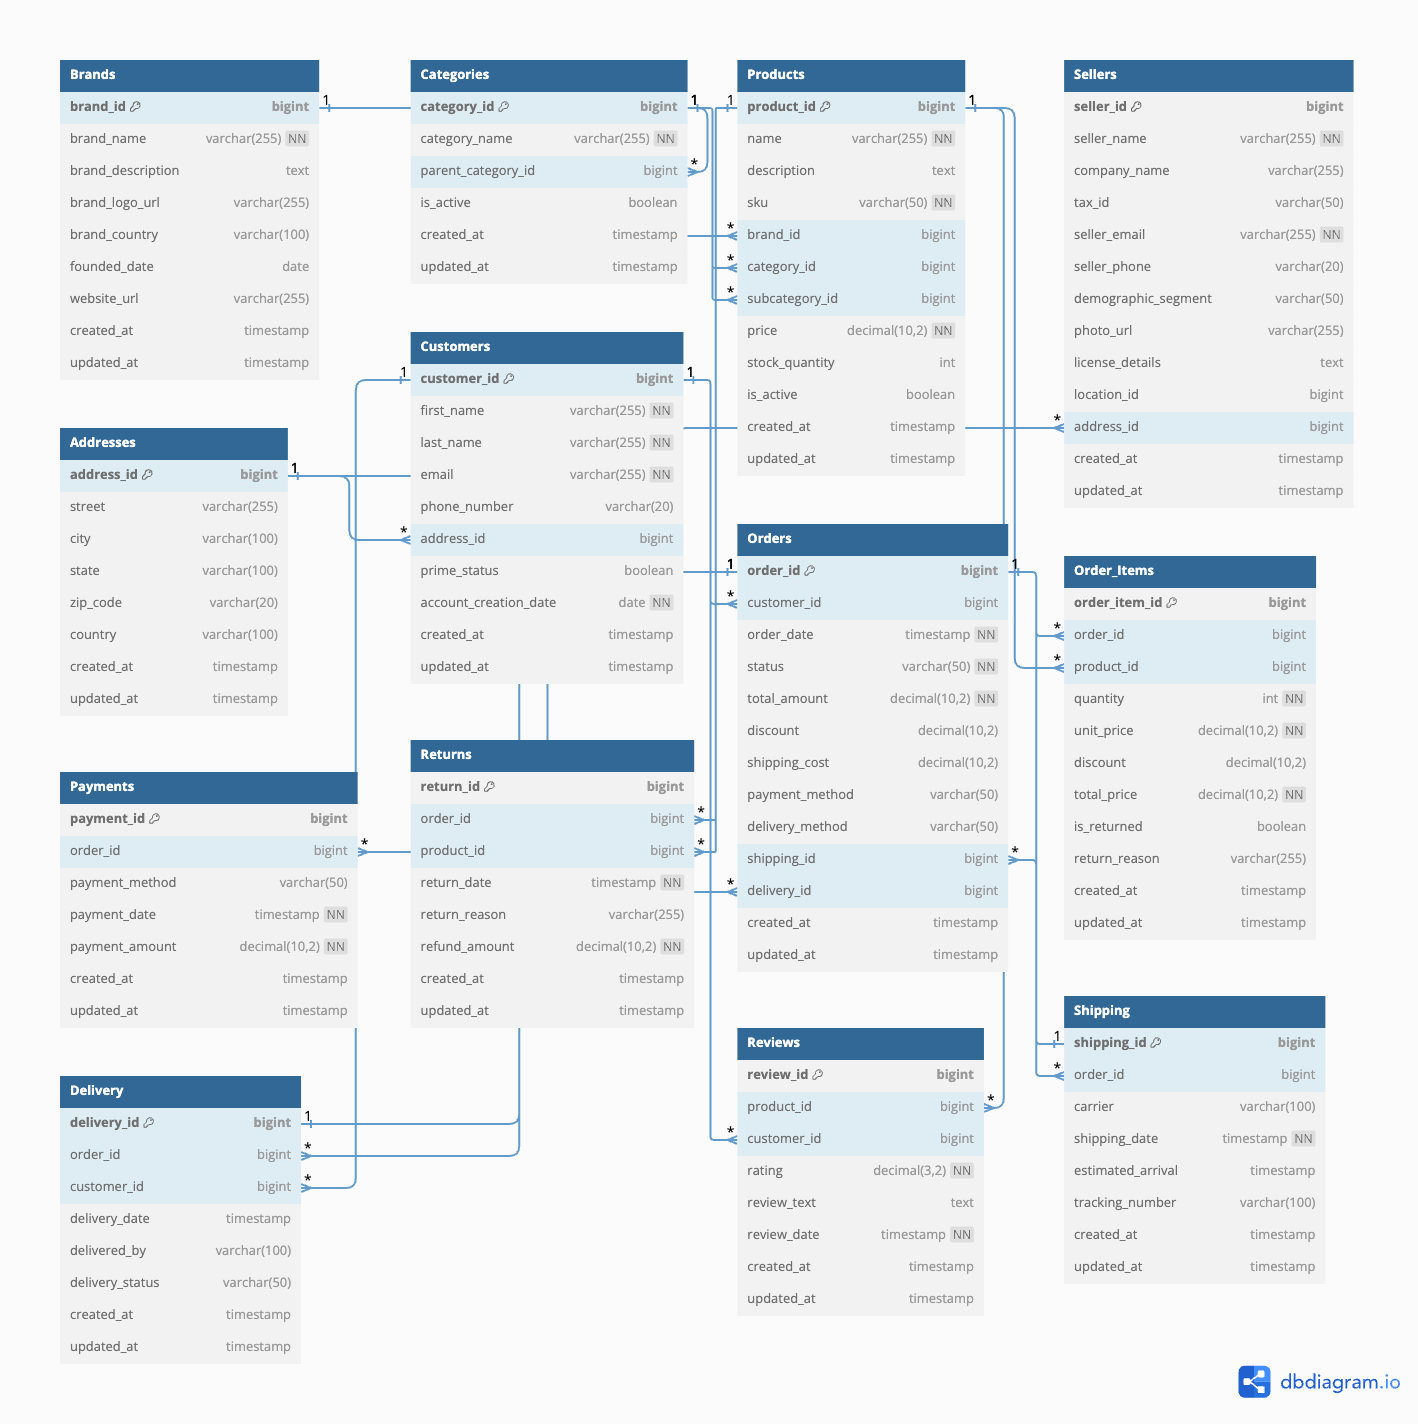 Brands
brand_id bigint
brand_name varchar(255) NN
brand_description text
brand_logo_url varchar(255)
brand_country varchar(100)
founded_date date
website_url varchar(255)
created_at timestamp
updated_at timestamp
1
Categories
category_id bigint
category_name varchar(255) NN
parent_category_id bigint
is_active boolean
created_at timestamp
updated_at timestamp
1
*
Products
1 product_id bigint 1
name varchar(255) NN
description text
sku varchar(50) NN
* brand_id bigint
* category_id bigint
* subcategory_id bigint
price decimal(10,2) NN
stock_quantity int
is_active boolean
created_at timestamp
updated_at timestamp
Sellers
seller_id bigint
seller_name varchar(255) NN
company_name varchar(255)
tax_id varchar(50)
seller_email varchar(255) NN
seller_phone varchar(20)
demographic_segment varchar(50)
photo_url varchar(255)
license_details text
location_id bigint
* address_id bigint
created_at timestamp
updated_at timestamp
Customers
1 customer_id bigint 1
first_name varchar(255) NN
last_name varchar(255) NN
email varchar(255) NN
phone_number varchar(20)
* address_id bigint
prime_status boolean
account_creation_date date NN
created_at timestamp
updated_at timestamp
Addresses
address_id bigint 1
street varchar(255)
city varchar(100)
state varchar(100)
zip_code varchar(20)
country varchar(100)
created_at timestamp
updated_at timestamp
Orders
1 order_id bigint 1
* customer_id bigint
order_date timestamp NN
status varchar(50) NN
total_amount decimal(10,2) NN
discount decimal(10,2)
shipping_cost decimal(10,2)
payment_method varchar(50)
delivery_method varchar(50)
shipping_id bigint *
* delivery_id bigint
created_at timestamp
updated_at timestamp
Order_Items
order_item_id bigint
* order_id bigint
* product_id bigint
quantity int NN
unit_price decimal(10,2) NN
discount decimal(10,2)
total_price decimal(10,2) NN
is_returned boolean
return_reason varchar(255)
created_at timestamp
updated_at timestamp
Payments
payment_id bigint
order_id bigint *
payment_method varchar(50)
payment_date timestamp NN
payment_amount decimal(10,2) NN
created_at timestamp
updated_at timestamp
Returns
return_id bigint
order_id bigint *
product_id bigint *
return_date timestamp NN
return_reason varchar(255)
refund_amount decimal(10,2) NN
created_at timestamp
updated_at timestamp
Delivery
delivery_id bigint 1
order_id bigint *
customer_id bigint *
delivery_date timestamp
delivered_by varchar(100)
delivery_status varchar(50)
created_at timestamp
updated_at timestamp
Reviews
review_id bigint
product_id bigint *
* customer_id bigint
rating decimal(3,2) NN
review_text text
review_date timestamp NN
created_at timestamp
updated_at timestamp
Shipping
1 shipping_id bigint
* order_id bigint
carrier varchar(100)
shipping_date timestamp NN
estimated_arrival timestamp
tracking_number varchar(100)
created_at timestamp
updated_at timestamp
dbdiagram.io